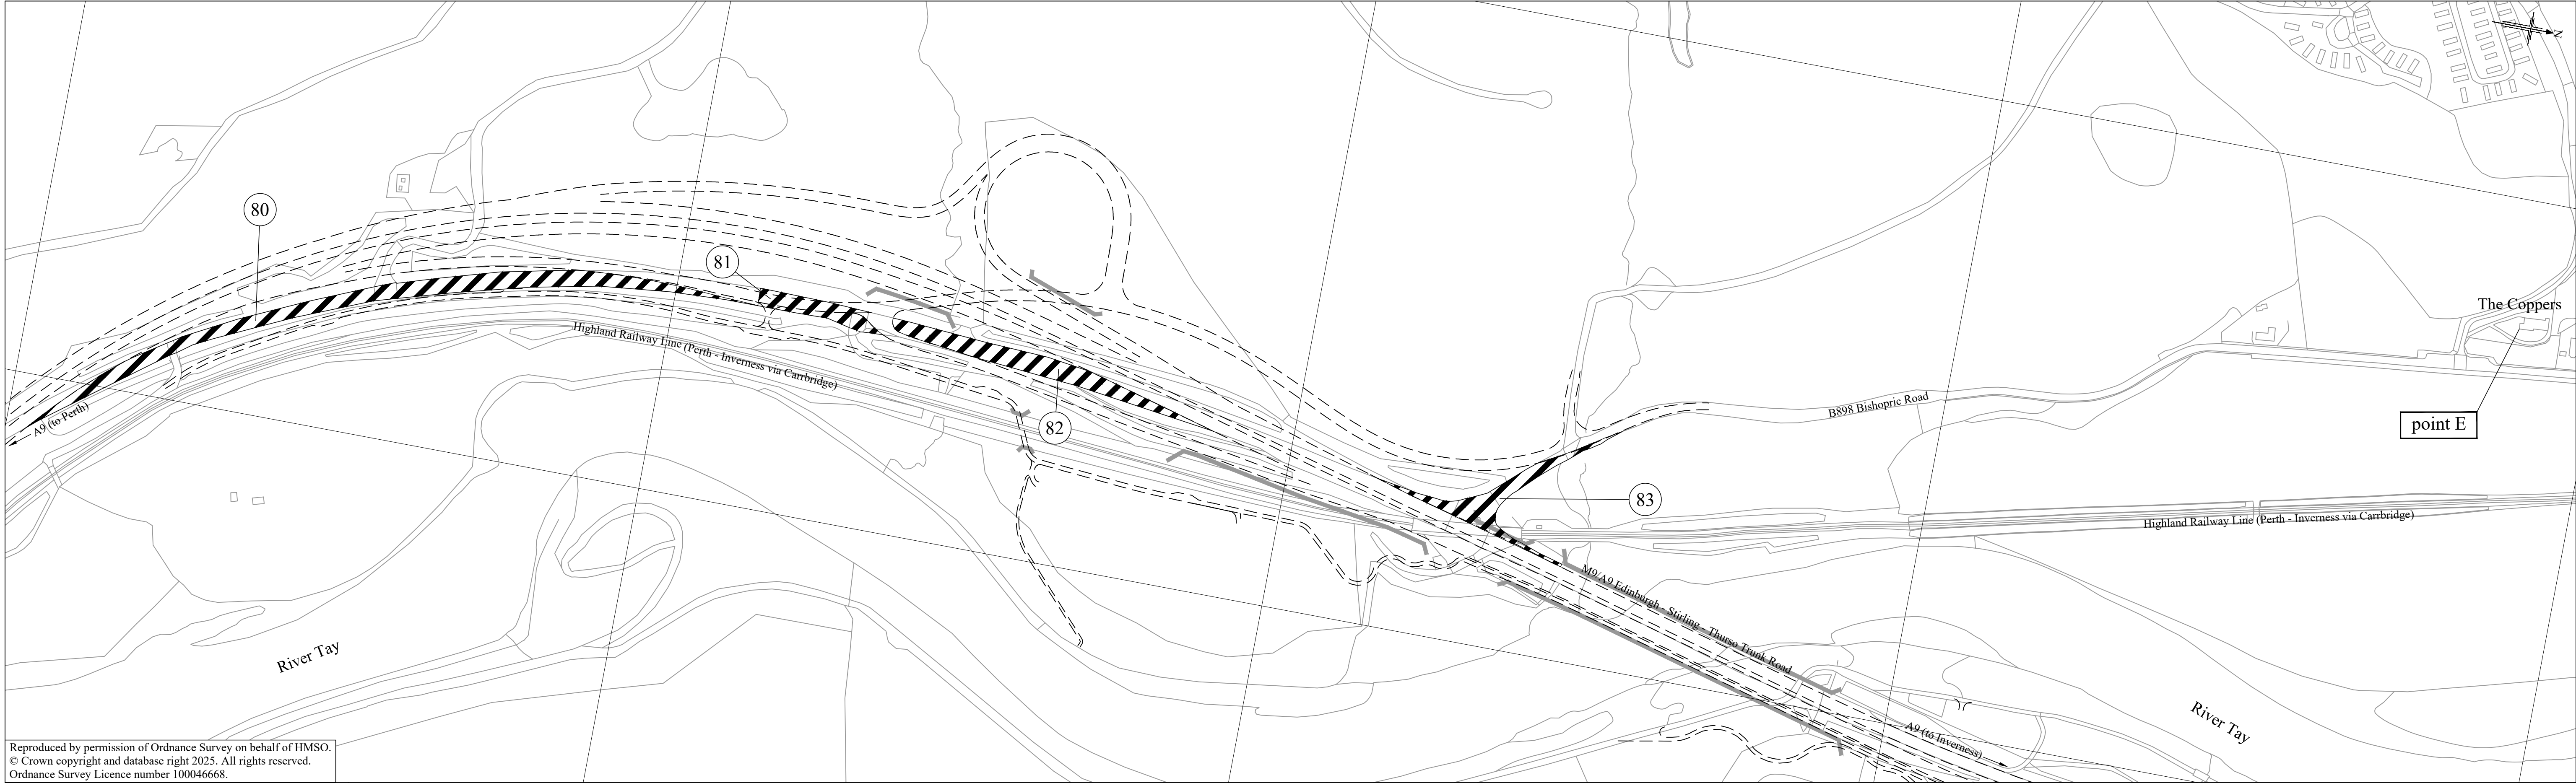 N
80
81
The Coppers
Highland Railway Line (Perth - Inverness via Carrbridge)
B898 Bishopric Road
A9 (to Perth)
82
point E
83
Highland Railway Line (Perth - Inverness via Carrbridge)
M9/A9 Edinburgh - Stirling - Thurso Trunk Road
River Tay
River Tay
A9 (to Inverness)
Reproduced by permission of Ordnance Survey on behalf of HMSO.
© Crown copyright and database right 2025. All rights reserved.
Ordnance Survey Licence number 100046668.